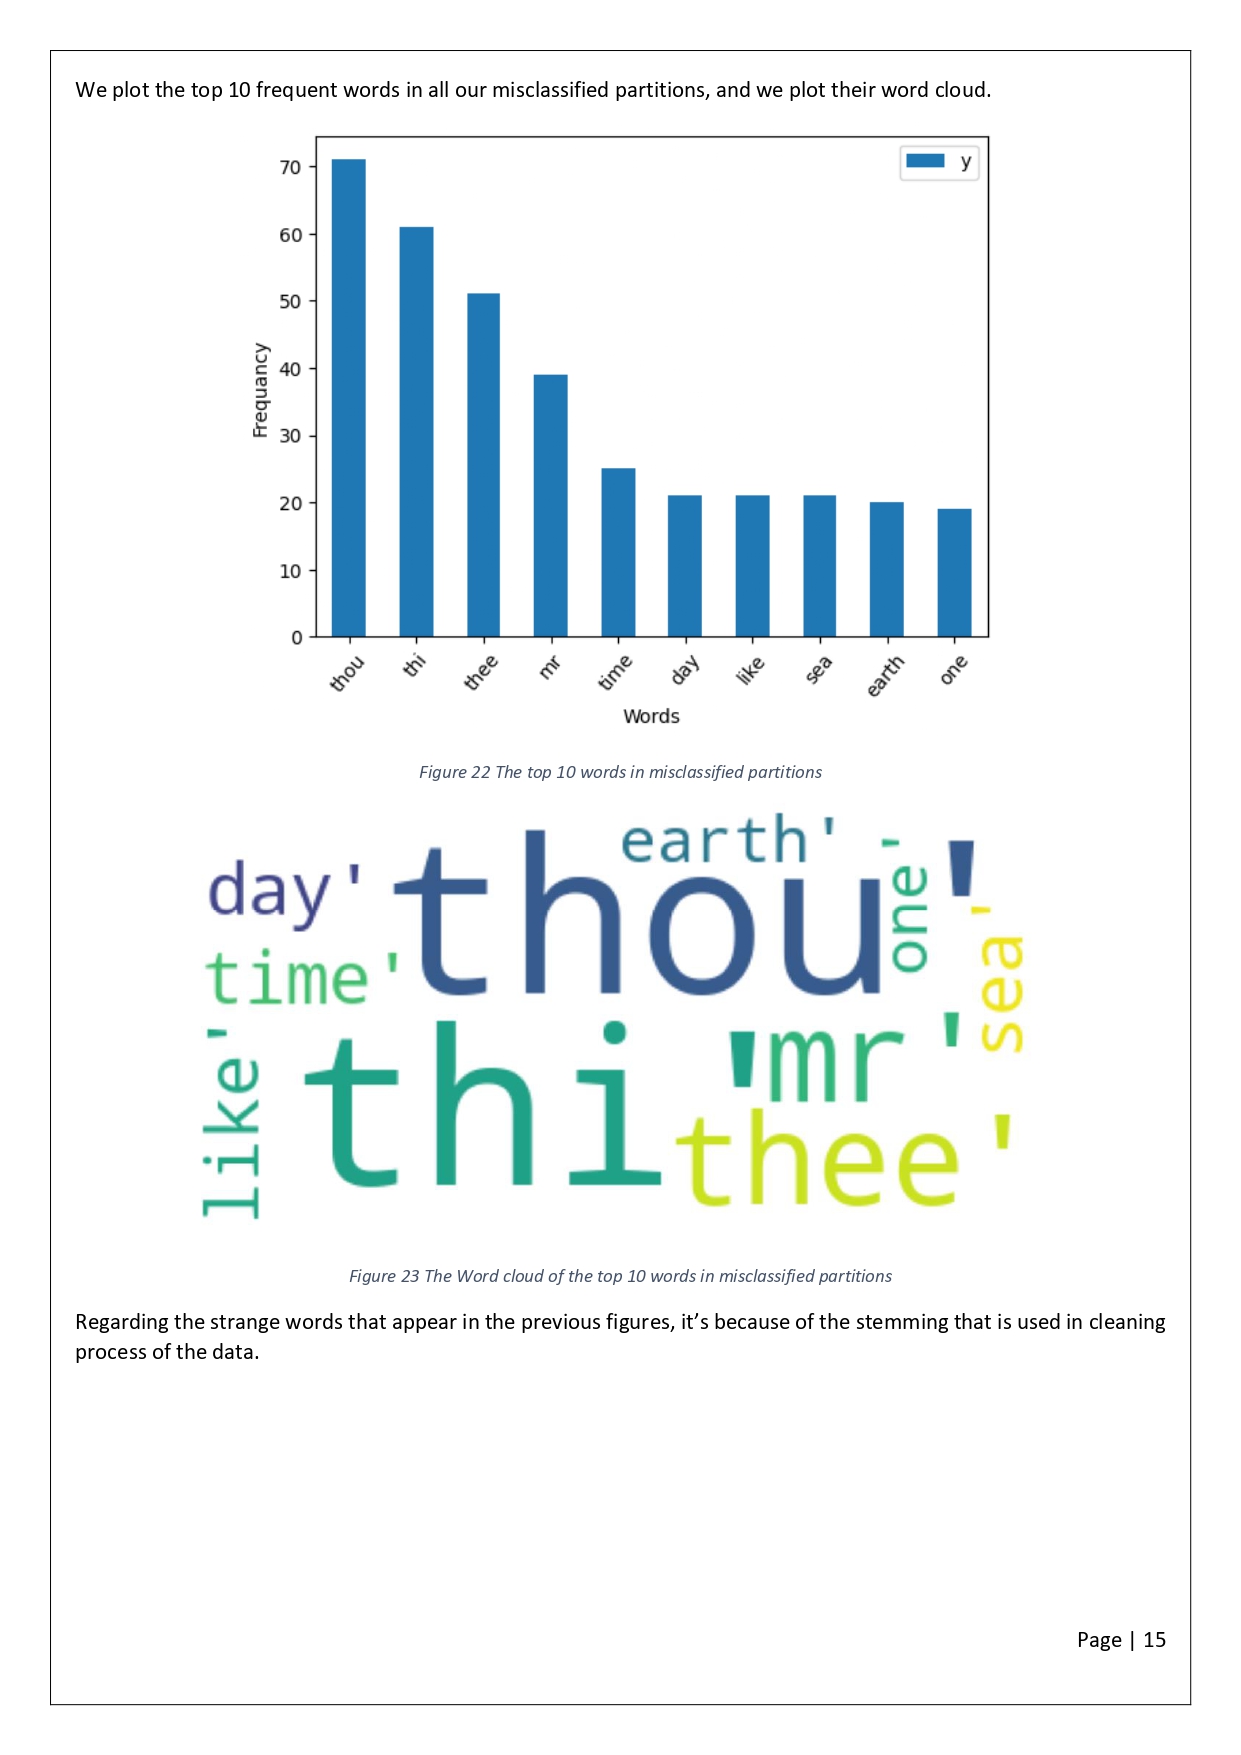 We plot the top 10 frequent words in all our misclassified partitions, and we plot their word cloud.
y
70
60
50
40
30
20
10
0
Frequancy
thou
thi
thee
mr
time
day
like
sea
earth
one
Words
Figure 22 The top 10 words in misclassified partitions
earth'
day'
thou'
one'
time'
sea'
like'
thi'
mr'
thee'
Figure 23 The Word cloud of the top 10 words in misclassified partitions
Regarding the strange words that appear in the previous figures, it’s because of the stemming that is used in cleaning
process of the data.
Page | 15